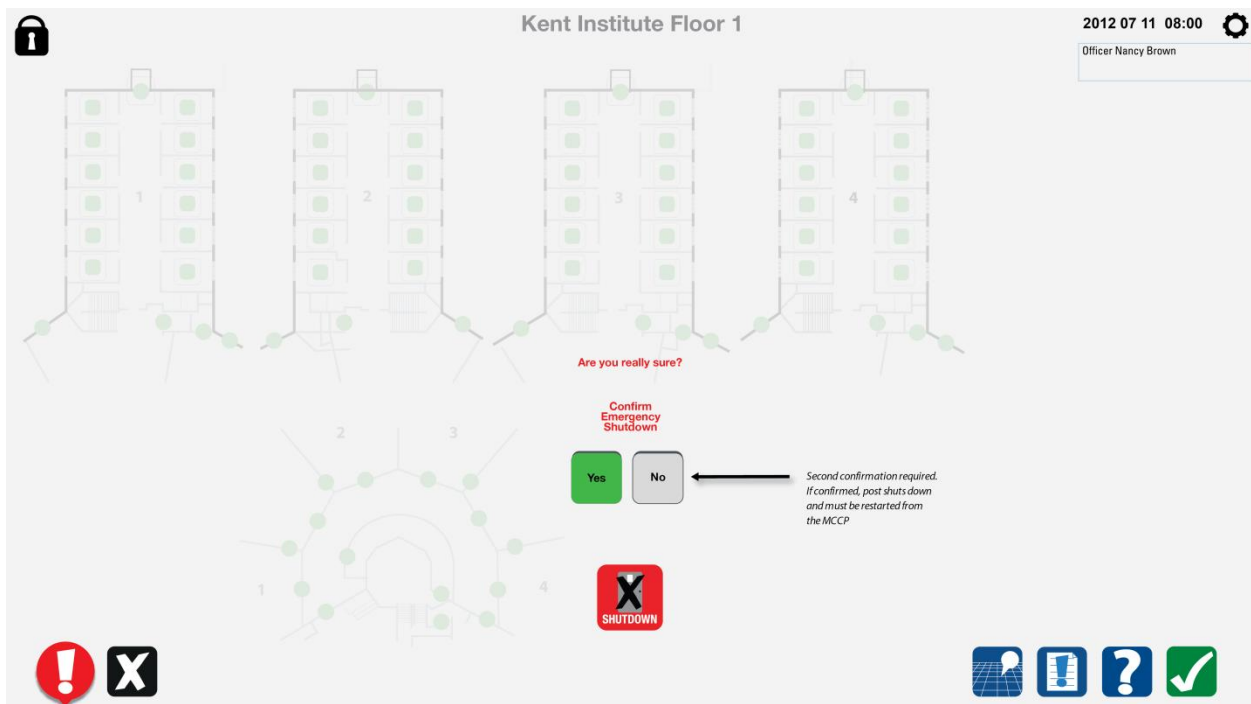 Kent Institute Floor 1
2012 07 11 08:00
Officer Nancy Brown
1
2
3
4
Are you really sure?
Confirm
Emergency
Shutdown
2
3
Yes
No
Second confirmation required.
If confirmed, post shuts down
and must be restarted from
the MCCP
1
4
SHUTDOWN